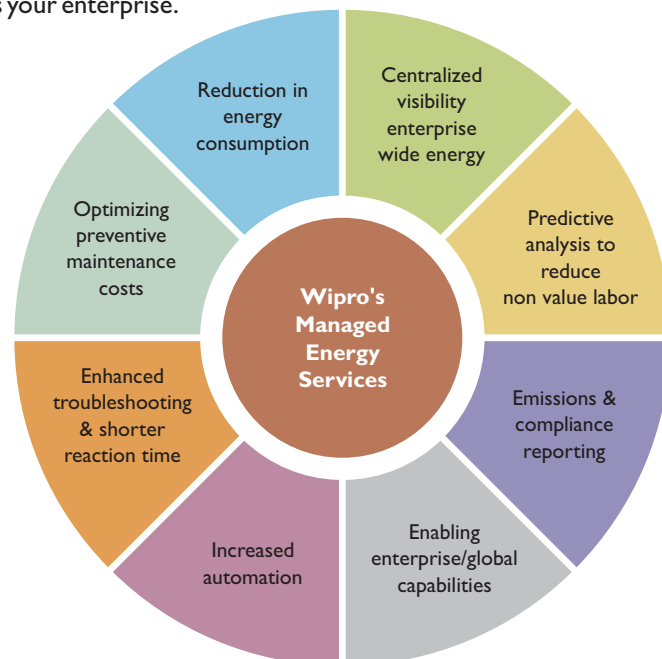 your enterprise.
Reduction in
energy
consumption
Centralized
visibility
enterprise
wide energy
Predictive
analysis to
reduce
non value labor
Emissions &
compliance
reporting
Enabling
enterprise/global
capabilities
Increased
automation
Enhanced
troubleshooting
& shorter
reaction time
Optimizing
preventive
maintenance
costs
Wipro's
Managed
Energy
Services